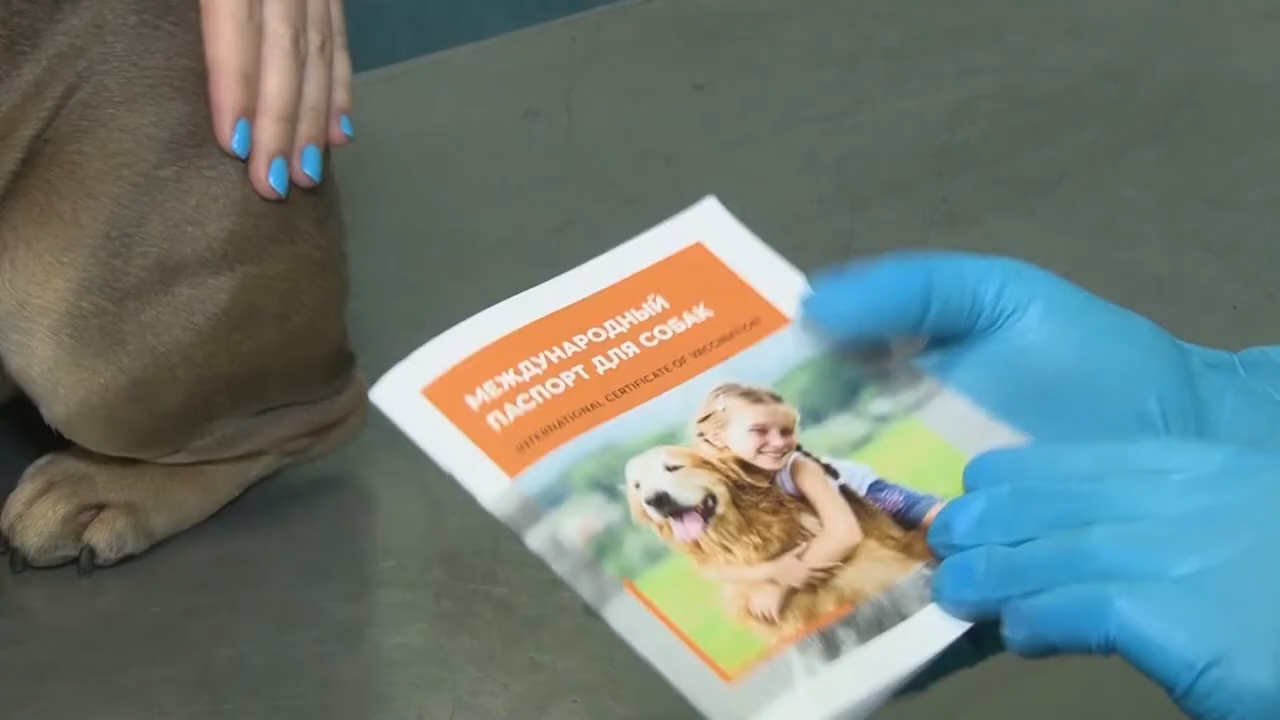 МЕЖДУНАРОДНЫЙ
ПАСПОРТ ДЛЯ СОБАК
INTERNATIONAL CERTIFICATE OF VACCINATION